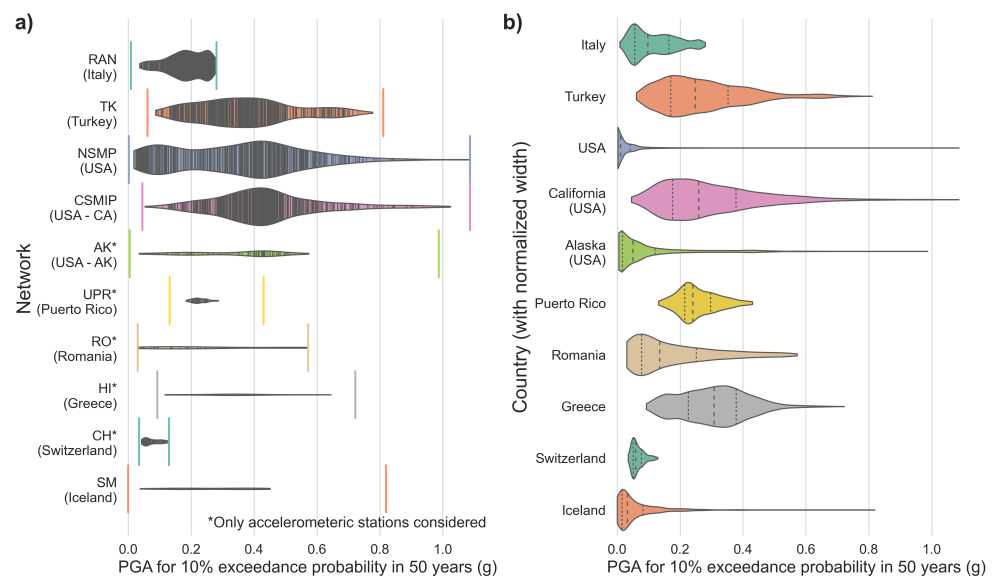 a)
Network
RAN
(Italy)
TK
(Turkey)
NSMP
(USA)
CSMIP
(USA - CA)
AK*
(USA - AK)
UPR*
(Puerto Rico)
RO*
(Romania)
HI*
(Greece)
CH*
(Switzerland)
SM
(Iceland)
*Only accelerometeric stations considered
0.0 0.2 0.4 0.6 0.8 1.0
PGA for 10% exceedance probability in 50 years (g)
b)
Country (with normalized width)
Italy
Turkey
USA
California
(USA)
Alaska
(USA)
Puerto Rico
Romania
Greece
Switzerland
Iceland
0.0 0.2 0.4 0.6 0.8 1.0
PGA for 10% exceedance probability in 50 years (g)